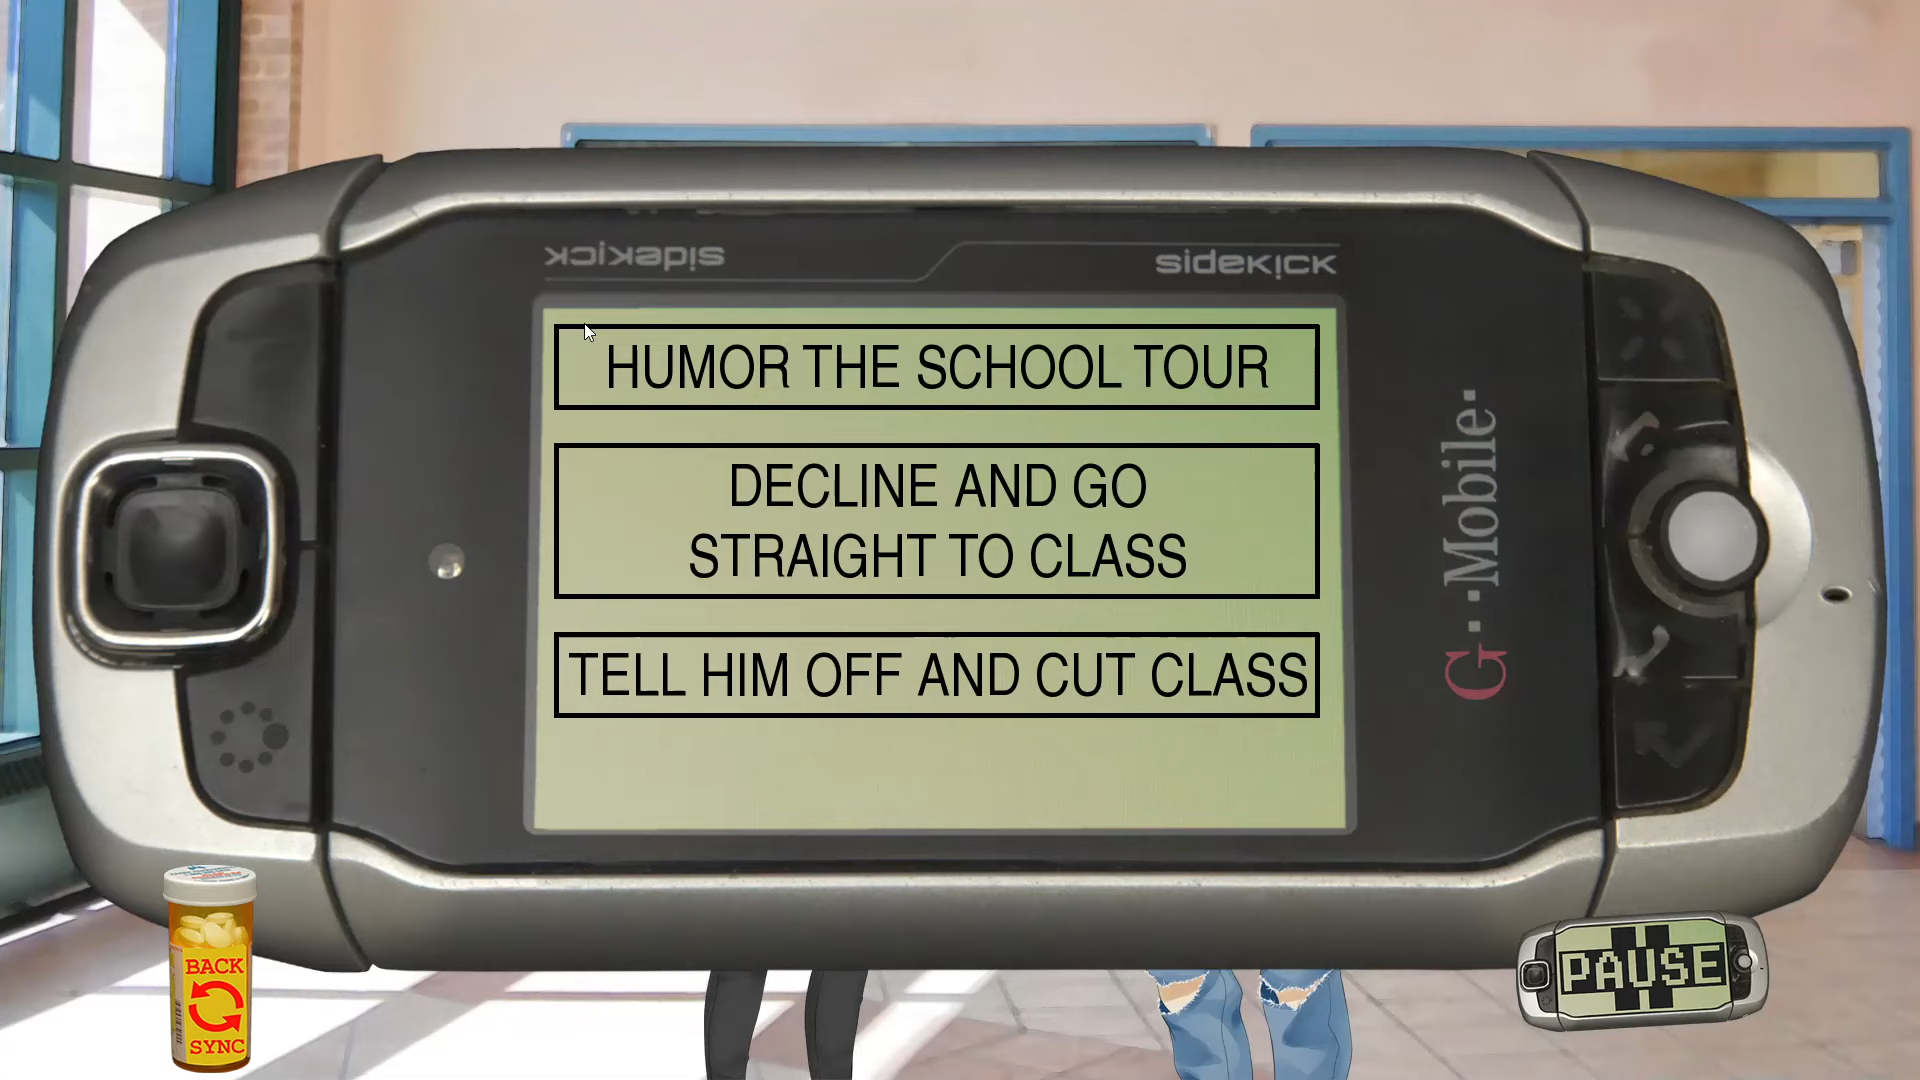 sidekick
sidekick
HUMOR THE SCHOOL TOUR
DECLINE AND GO
STRAIGHT TO CLASS
TELL HIM OFF AND CUT CLASS
G··Mobile·
BACK
SYNC
PAUSE